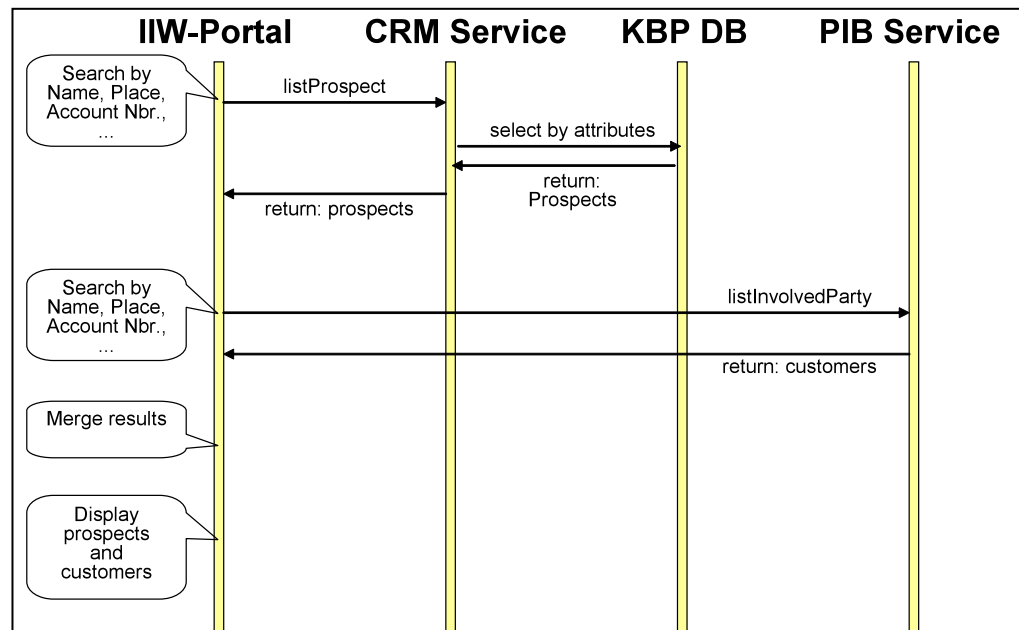 IIW-Portal CRM Service KBP DB PIB Service
Search by
Name, Place,
Account Nbr.,
...
listProspect
select by attributes
return:
Prospects
return: prospects
Search by
Name, Place,
Account Nbr.,
...
listInvolvedParty
return: customers
Merge results
Display
prospects
and
customers